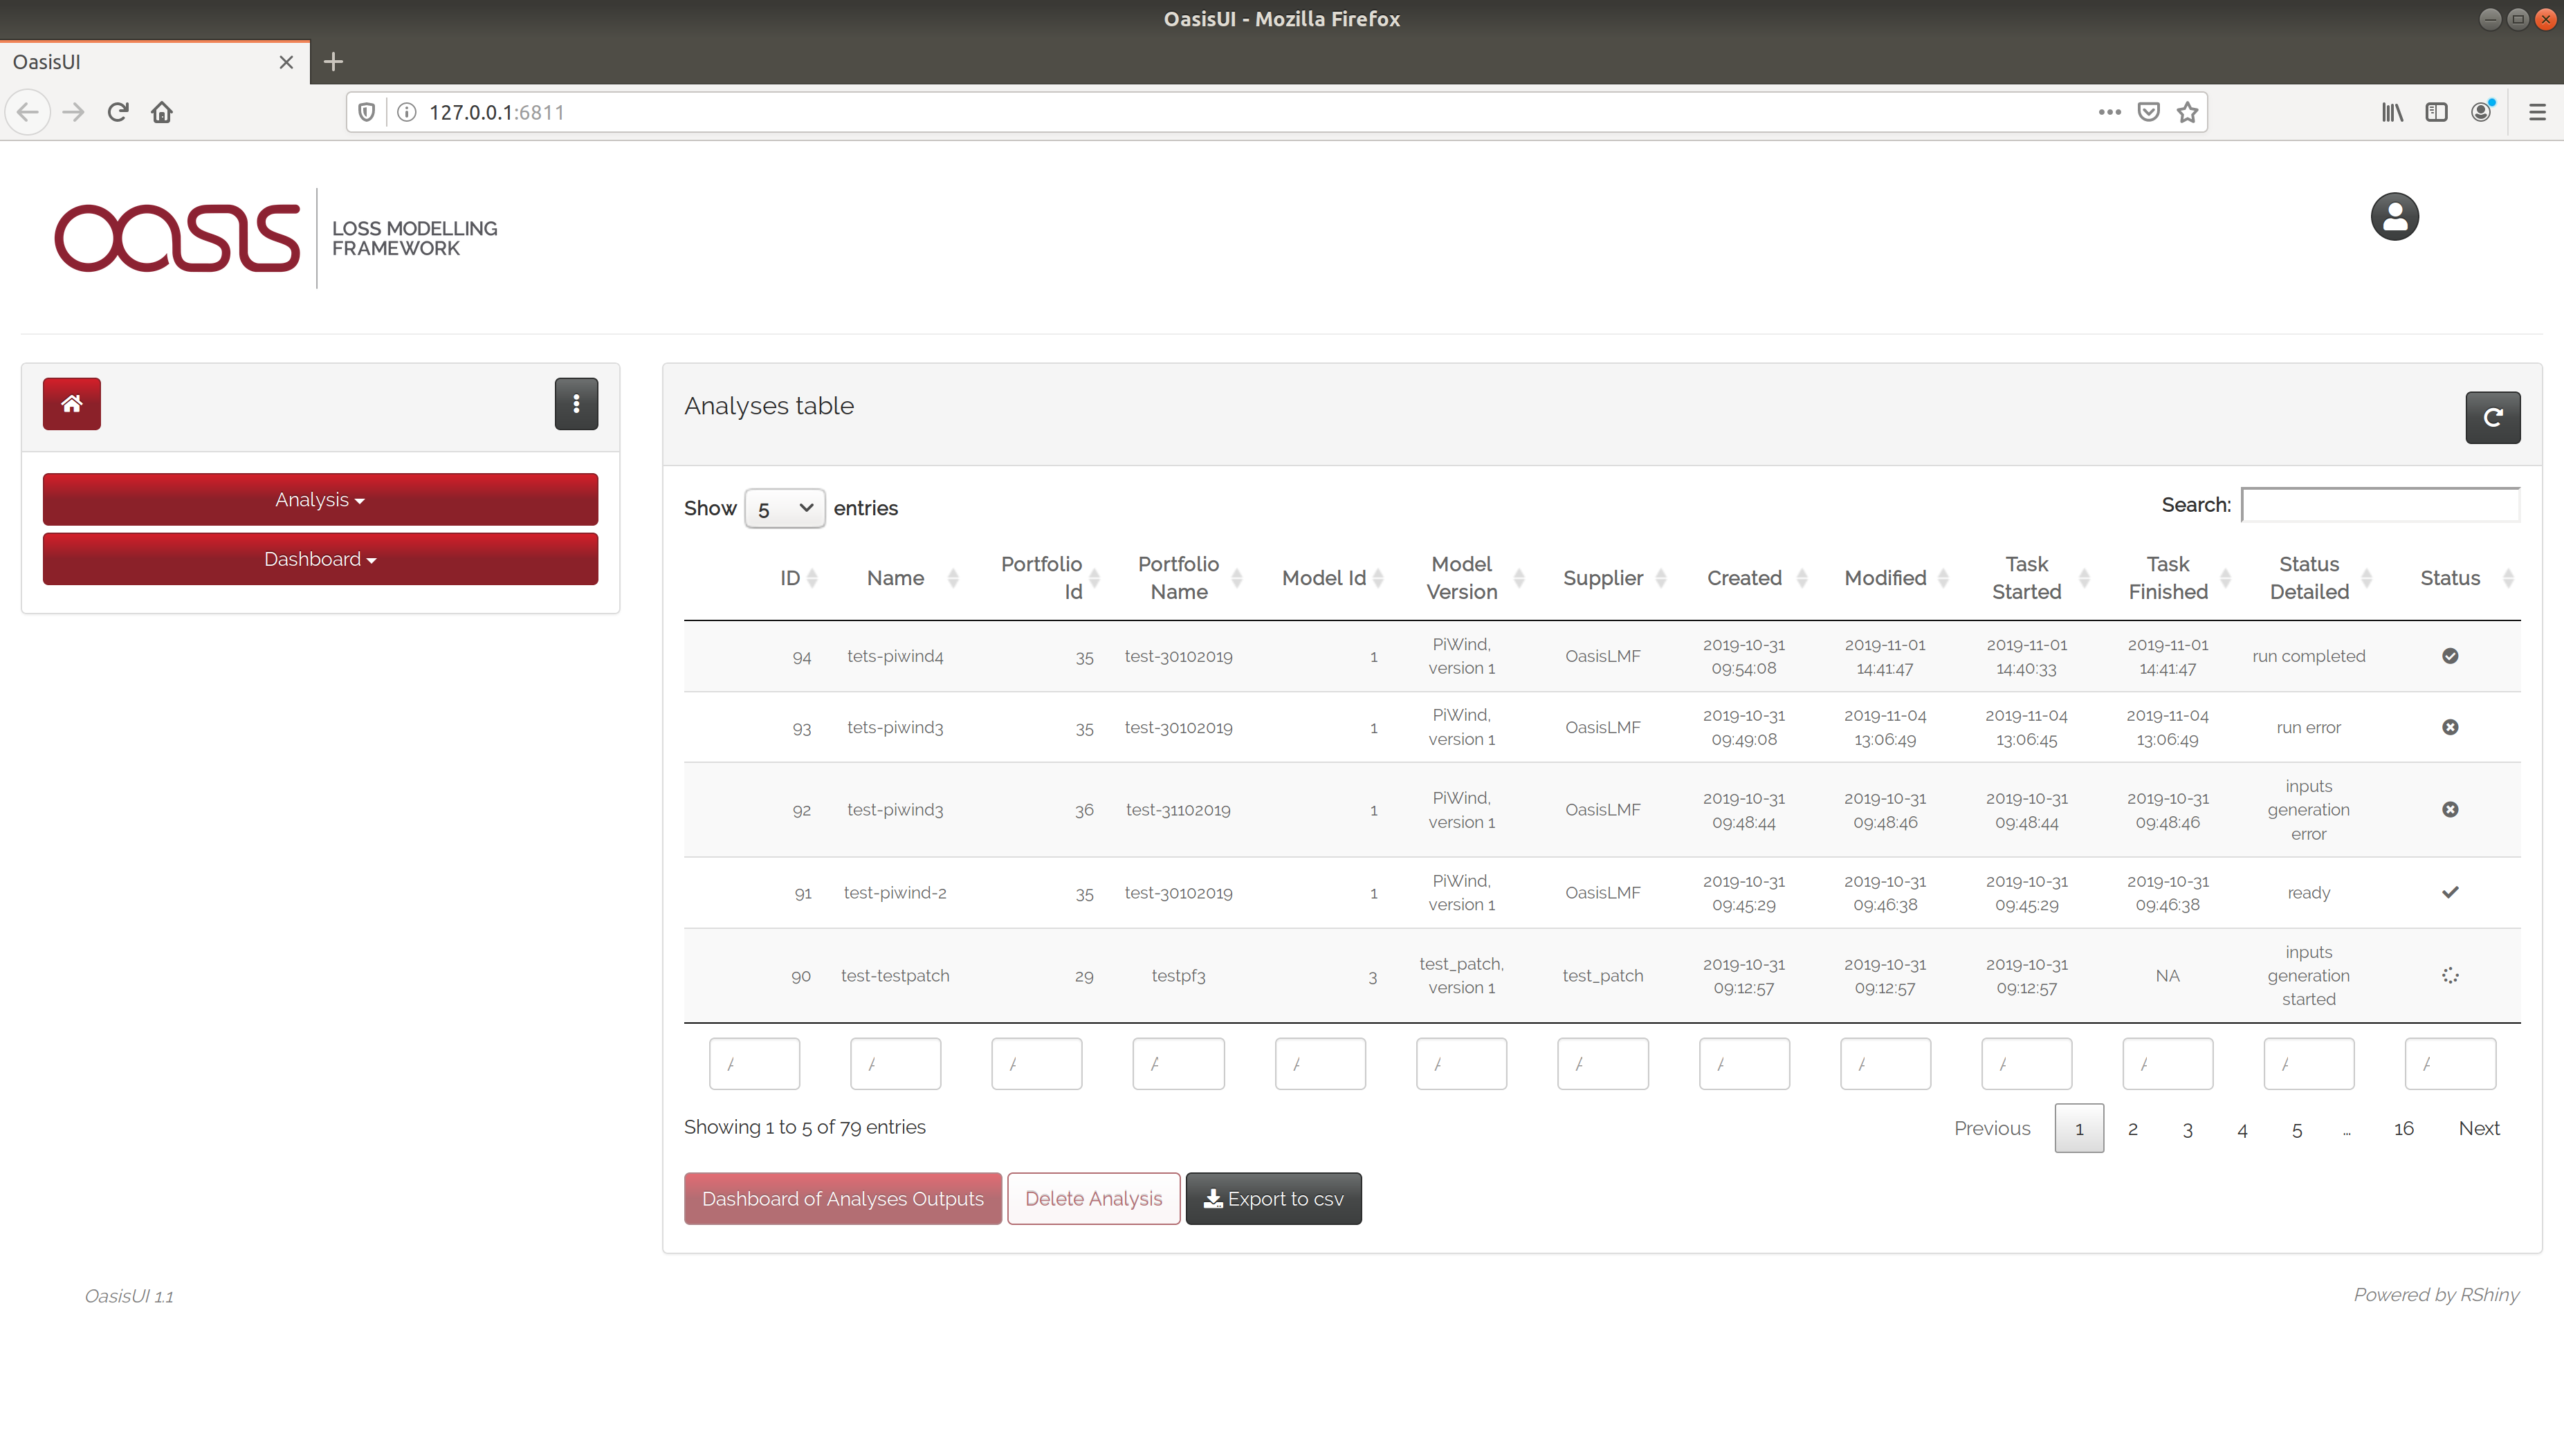 OasisUI - Mozilla Firefox
OasisUI
127.0.0.1:6811
oasis
LOSS MODELLING
FRAMEWORK
Analysis
Dashboard
Analyses table
Show 5 entries
Search:
ID Name Portfolio Id Portfolio Name Model Id Model Version Supplier Created Modified Task Started Task Finished Status Detailed Status
94 tets-piwind4 35 test-30102019 1 PiWind, version 1 OasisLMF 2019-10-31 09:54:08 2019-11-01 14:41:47 2019-11-01 14:40:33 2019-11-01 14:41:47 run completed
93 tets-piwind3 35 test-30102019 1 PiWind, version 1 OasisLMF 2019-10-31 09:49:08 2019-11-04 13:06:49 2019-11-04 13:06:45 2019-11-04 13:06:49 run error
92 test-piwind3 36 test-31102019 1 PiWind, version 1 OasisLMF 2019-10-31 09:48:44 2019-10-31 09:48:46 2019-10-31 09:48:44 2019-10-31 09:48:46 inputs generation error
91 test-piwind-2 35 test-30102019 1 PiWind, version 1 OasisLMF 2019-10-31 09:45:29 2019-10-31 09:46:38 2019-10-31 09:45:29 2019-10-31 09:46:38 ready
90 test-testpatch 29 testpf3 3 test_patch, version 1 test_patch 2019-10-31 09:12:57 2019-10-31 09:12:57 2019-10-31 09:12:57 NA inputs generation started
Showing 1 to 5 of 79 entries
Previous 1 2 3 4 5 … 16 Next
Dashboard of Analyses Outputs
Delete Analysis
Export to csv
OasisUI 1.1
Powered by RShiny